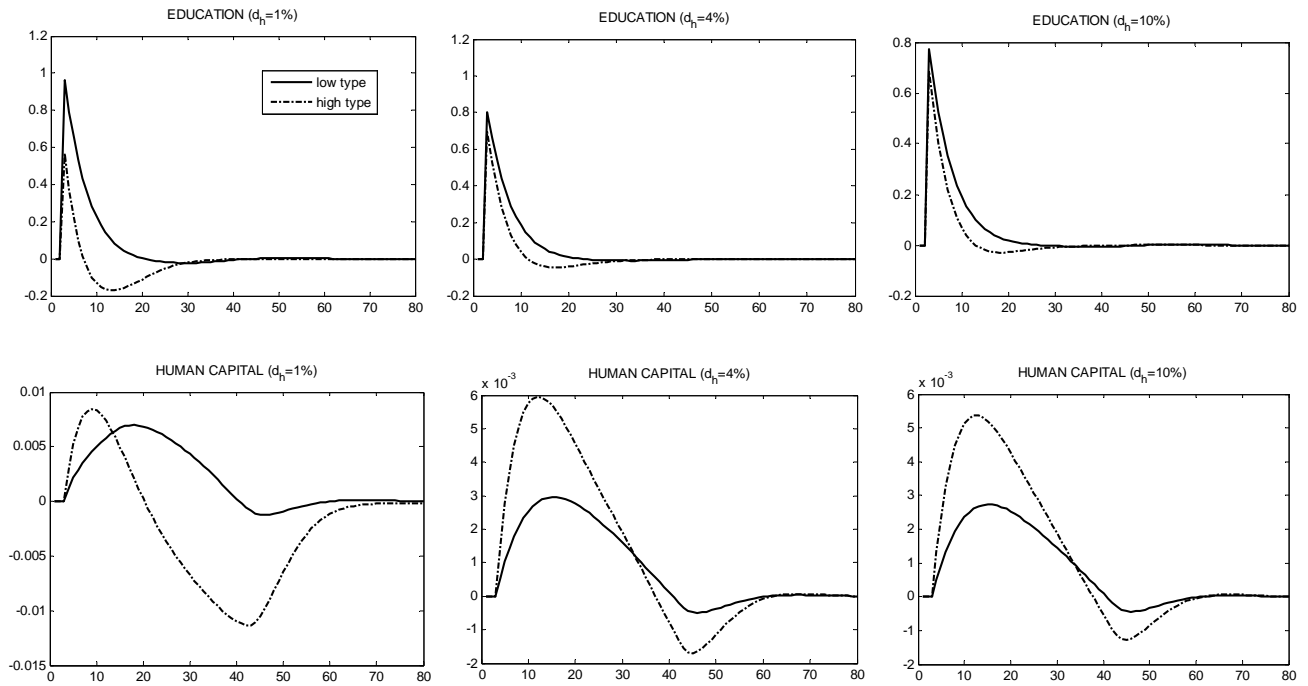 EDUCATION (d_h=1%)
EDUCATION (d_h=4%)
EDUCATION (d_h=10%)
1.2
1
0.8
0.6
0.4
0.2
0
-0.2
0 10 20 30 40 50 60 70 80
low type
high type
1.2
1
0.8
0.6
0.4
0.2
0
-0.2
0 10 20 30 40 50 60 70 80
0.8
0.6
0.4
0.2
0
-0.2
0 10 20 30 40 50 60 70 80
HUMAN CAPITAL (d_h=1%)
0.01
0.005
0
-0.005
-0.01
-0.015
0 10 20 30 40 50 60 70 80
x 10^-3
HUMAN CAPITAL (d_h=4%)
6
5
4
3
2
1
0
-1
-2
0 10 20 30 40 50 60 70 80
x 10^-3
HUMAN CAPITAL (d_h=10%)
6
5
4
3
2
1
0
-1
-2
0 10 20 30 40 50 60 70 80